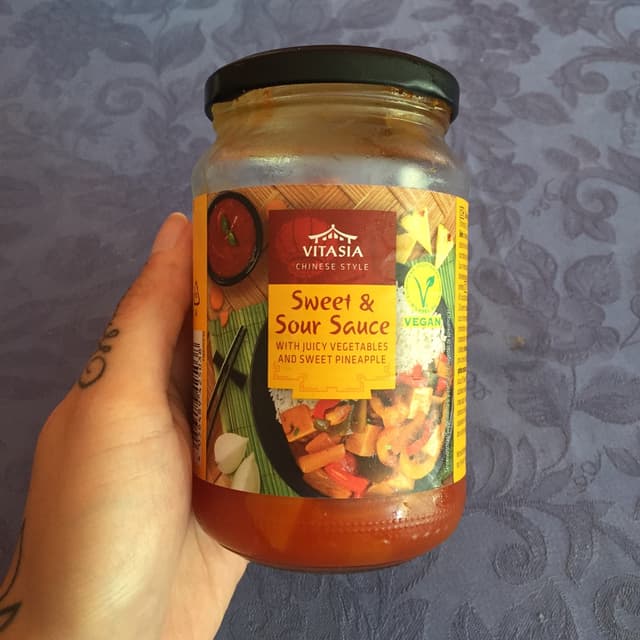 VITASIA
CHINESE STYLE
Sweet &
Sour Sauce
WITH JUICY VEGETABLES
AND SWEET PINEAPPLE
VEGAN